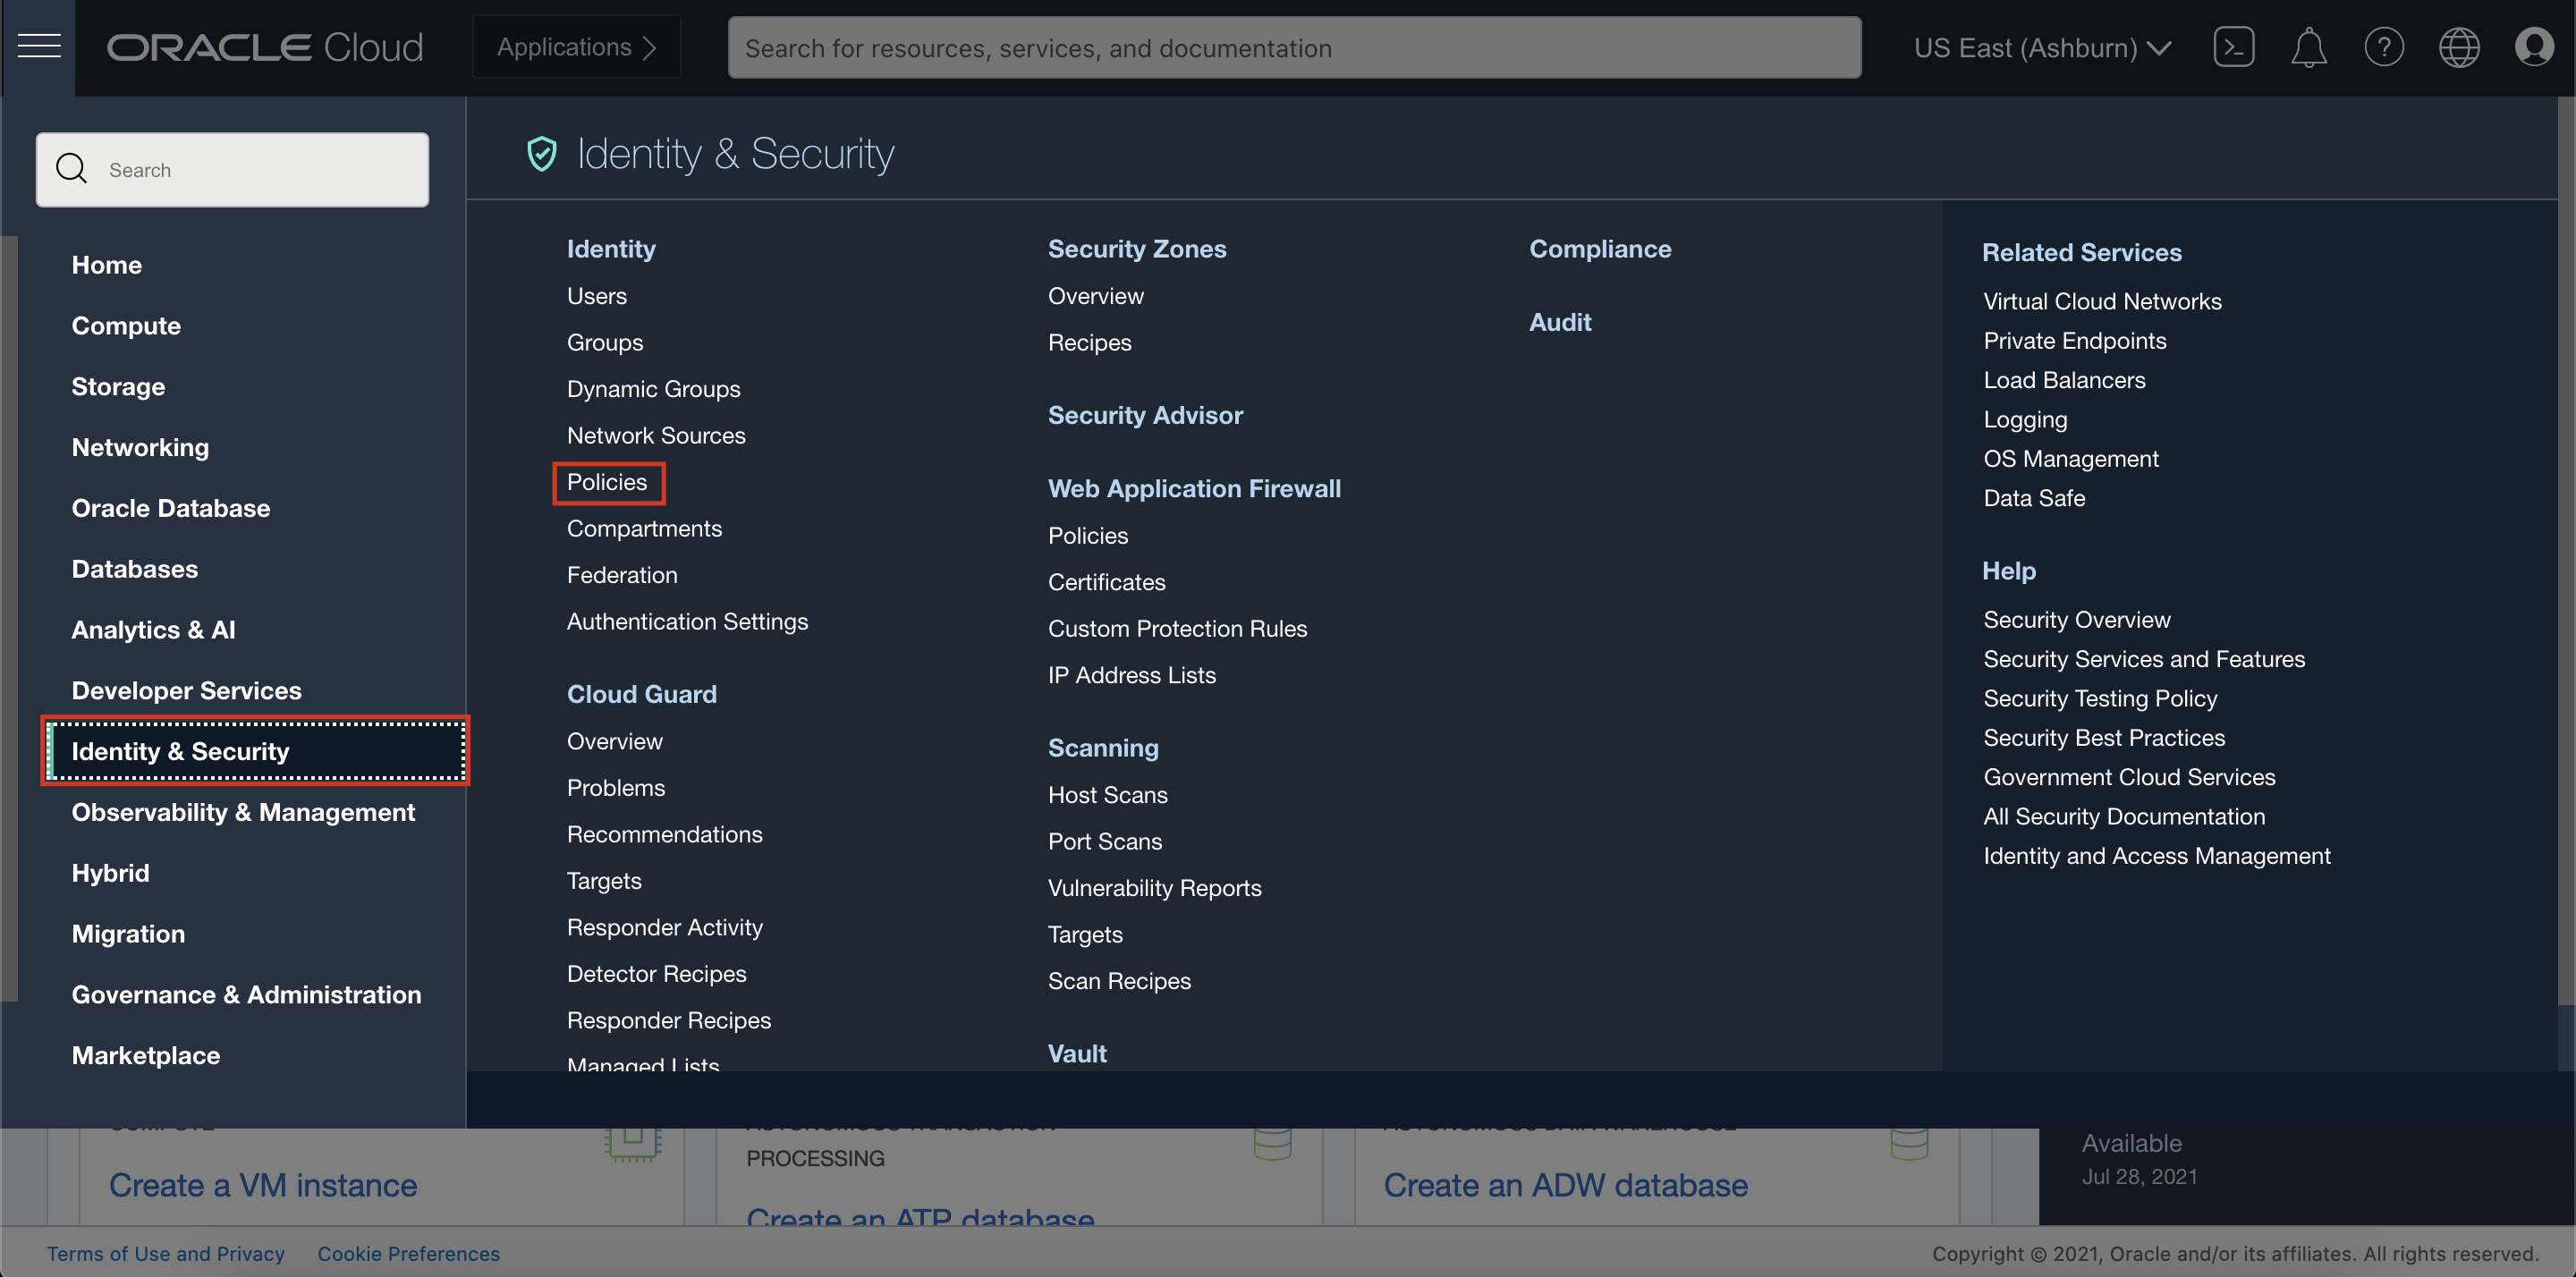 ORACLE Cloud
Applications
Search for resources, services, and documentation
US East (Ashburn)
Search
Home
Compute
Storage
Networking
Oracle Database
Databases
Analytics & AI
Developer Services
Identity & Security
Observability & Management
Hybrid
Migration
Governance & Administration
Marketplace
Identity & Security
Identity
Users
Groups
Dynamic Groups
Network Sources
Policies
Compartments
Federation
Authentication Settings
Cloud Guard
Overview
Problems
Recommendations
Targets
Responder Activity
Detector Recipes
Responder Recipes
Managed Lists
Security Zones
Overview
Recipes
Security Advisor
Web Application Firewall
Policies
Certificates
Custom Protection Rules
IP Address Lists
Scanning
Host Scans
Port Scans
Vulnerability Reports
Targets
Scan Recipes
Vault
Compliance
Audit
Related Services
Virtual Cloud Networks
Private Endpoints
Load Balancers
Logging
OS Management
Data Safe
Help
Security Overview
Security Services and Features
Security Testing Policy
Security Best Practices
Government Cloud Services
All Security Documentation
Identity and Access Management
Create a VM instance
PROCESSING
Create an ATP database
Create an ADW database
Available
Jul 28, 2021
Terms of Use and Privacy
Cookie Preferences
Copyright © 2021, Oracle and/or its affiliates. All rights reserved.